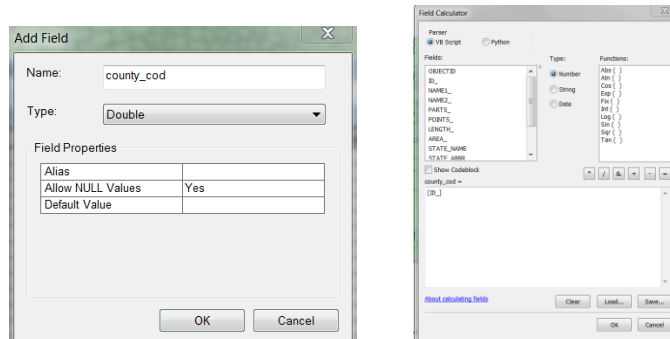 Add Field
X
Name:
county_cod
Type:
Double
Field Properties
Alias
Allow NULL Values Yes
Default Value
OK Cancel
Field Calculator
Parser
VB Script Python
Fields:
OBJECTID
ID_
NAME1_
NAME2_
PARTS_
POINTS_
LENGTH_
AREA_
STATE_NAME
STATE_ABBR
Type:
Number
String
Date
Functions:
Abs ( )
Atn ( )
Cos ( )
Exp ( )
Fix ( )
Int ( )
Log ( )
Sin ( )
Sqr ( )
Tan ( )
Show Codeblock
* / & + - =
county_cod =
[ID_]
About calculating fields
Clear Load... Save...
OK Cancel